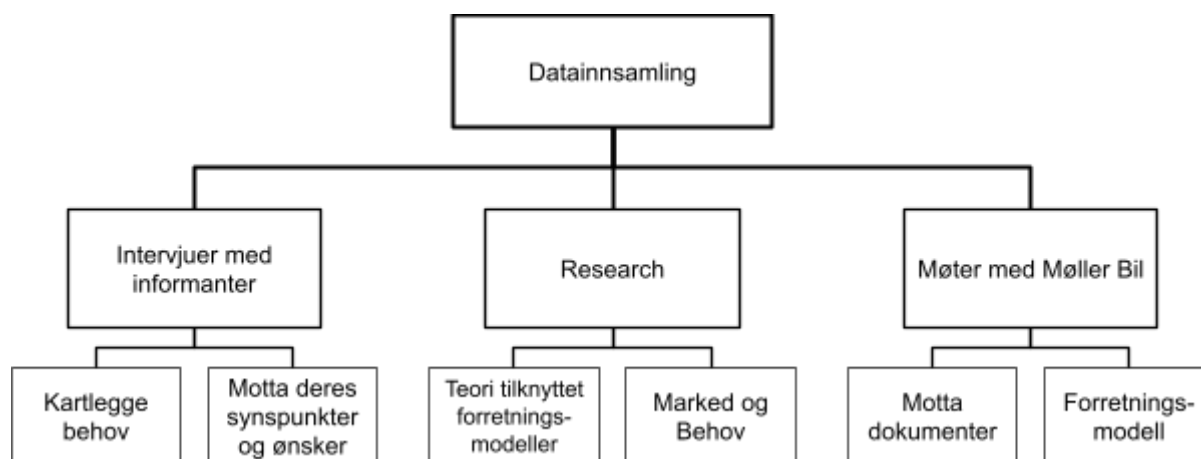 Datainnsamling
Intervjuer med
informanter
Research
Møter med Møller Bil
Kartlegge
behov
Motta deres
synspunkter
og ønsker
Teori tilknyttet
forretnings-
modeller
Marked og
Behov
Motta
dokumenter
Forretnings-
modell